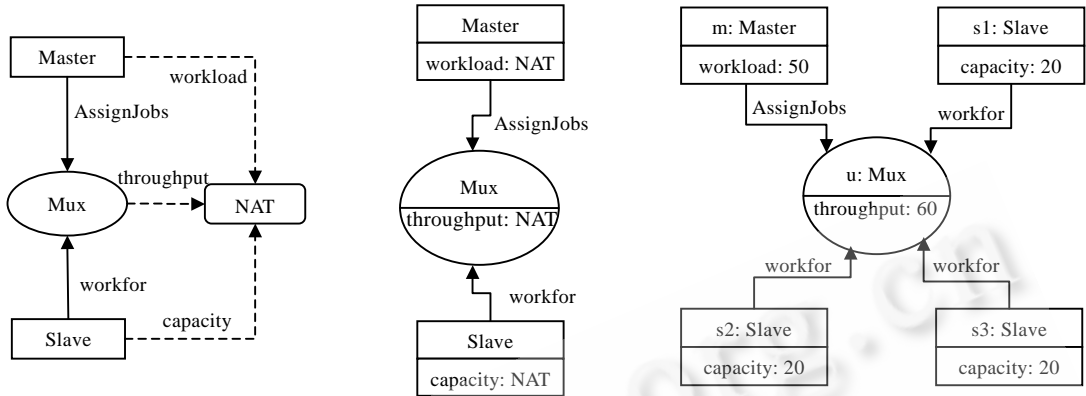 Master
workload
AssignJobs
throughput
Mux
NAT
workfor
capacity
Slave
Master
workload: NAT
AssignJobs
Mux
throughput: NAT
workfor
Slave
capacity: NAT
m: Master
workload: 50
s1: Slave
capacity: 20
AssignJobs
workfor
u: Mux
throughput: 60
workfor
workfor
s2: Slave
capacity: 20
s3: Slave
capacity: 20
org.cn